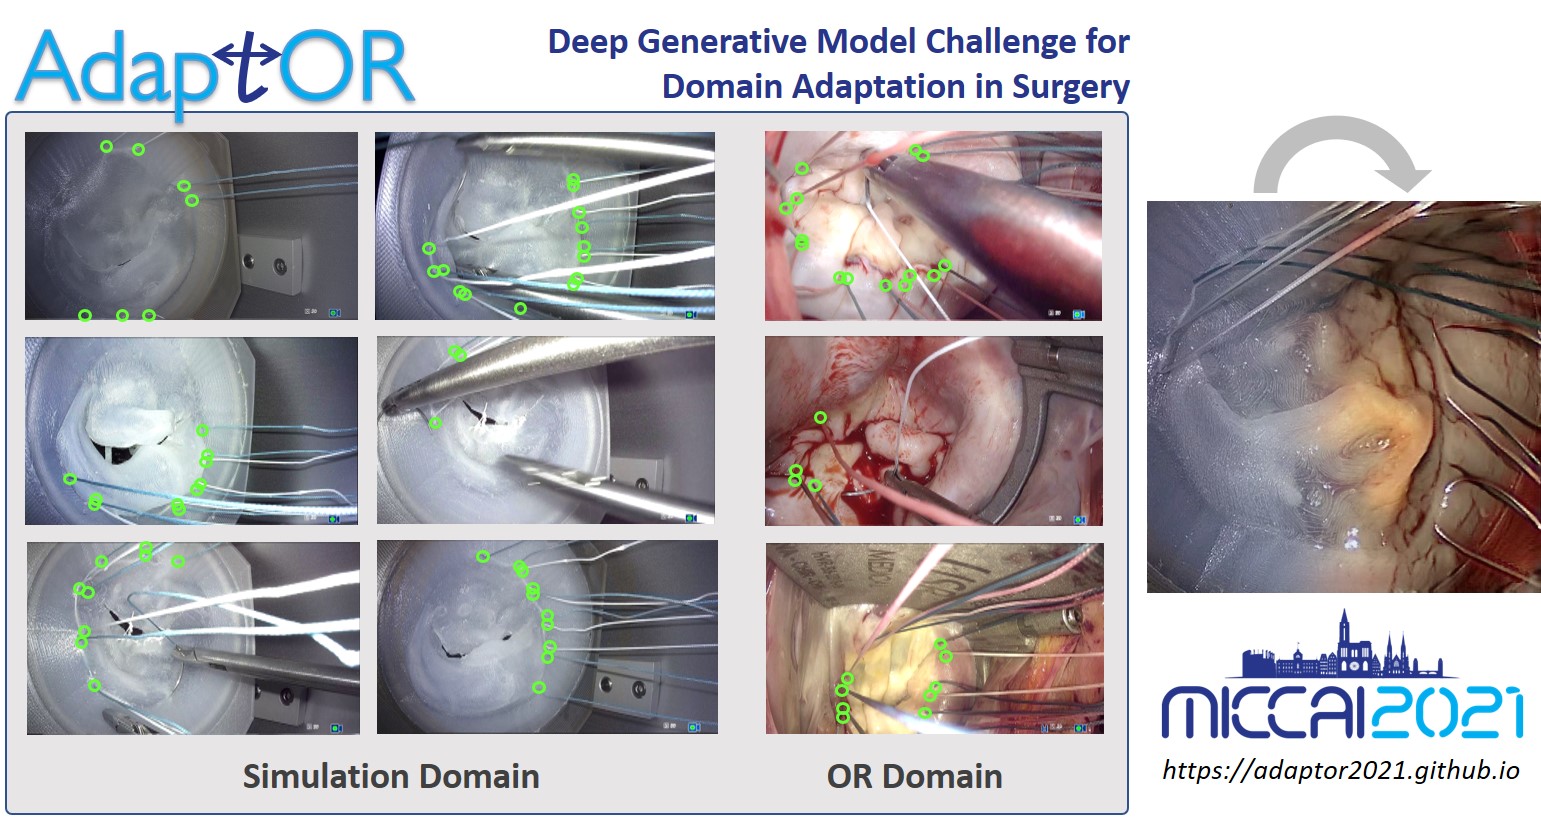 AdaptOR
Deep Generative Model Challenge for
Domain Adaptation in Surgery
Simulation Domain
OR Domain
MICCAI2021
https://adaptor2021.github.io